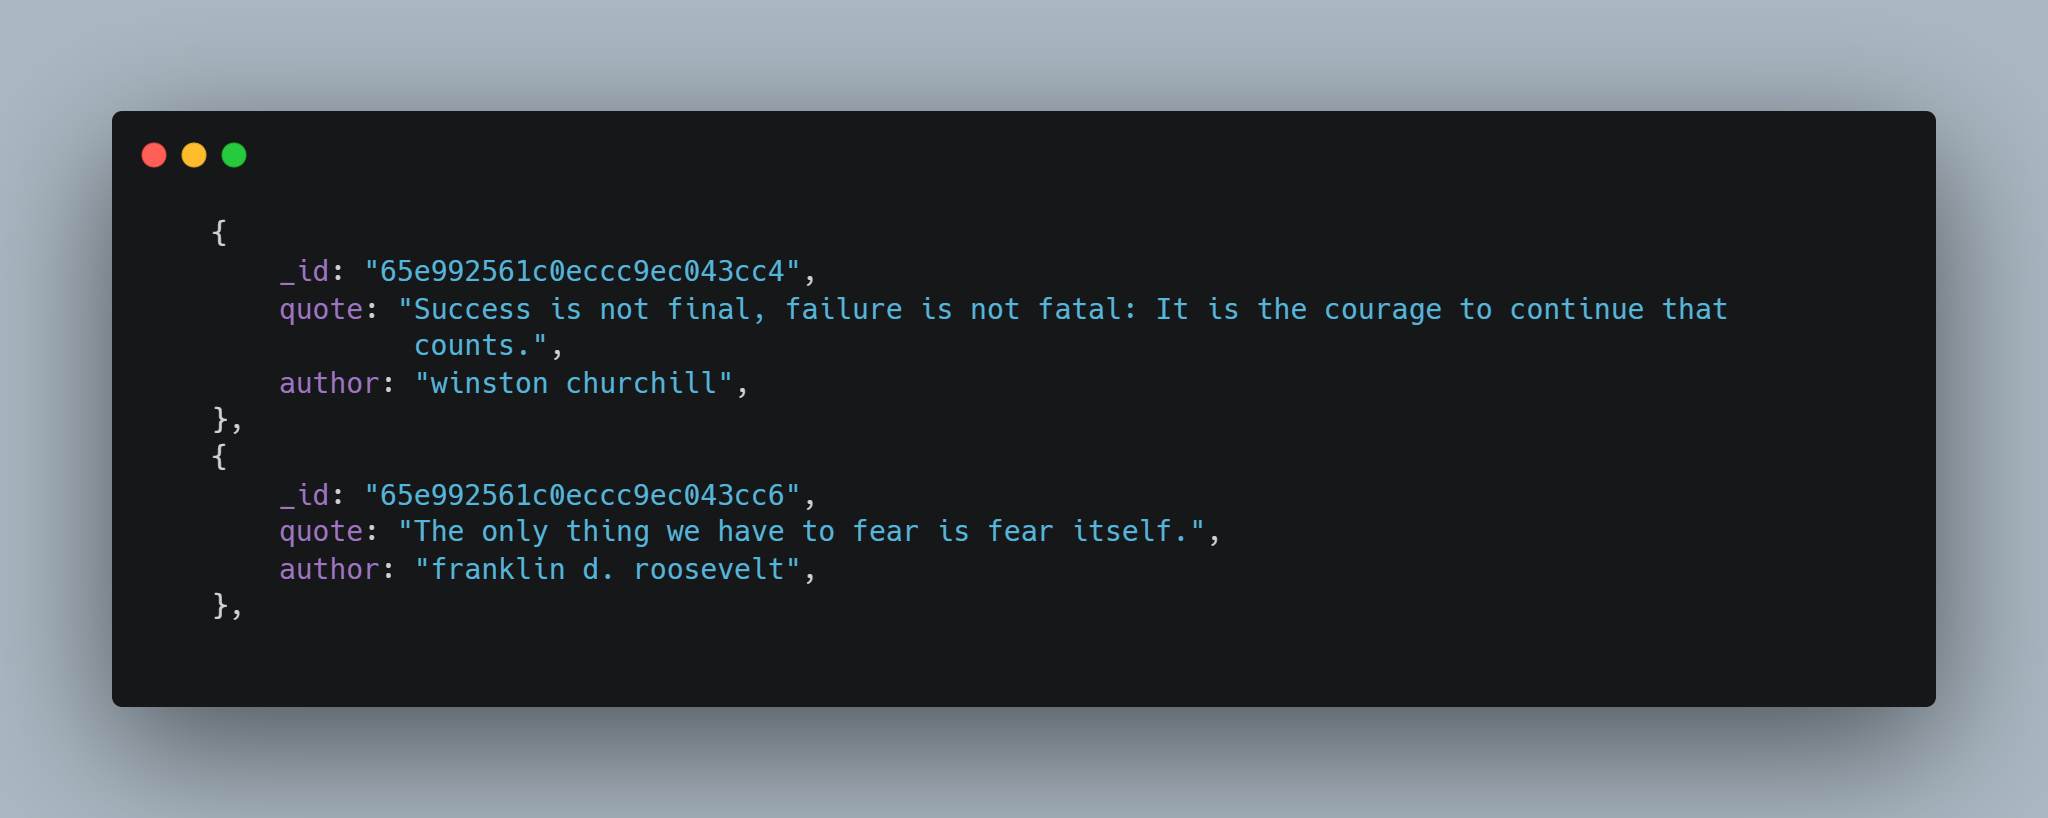 {
_id: "65e992561c0eccc9ec043cc4",
quote: "Success is not final, failure is not fatal: It is the courage to continue that
counts.",
author: "winston churchill",
},
{
_id: "65e992561c0eccc9ec043cc6",
quote: "The only thing we have to fear is fear itself.",
author: "franklin d. roosevelt",
},